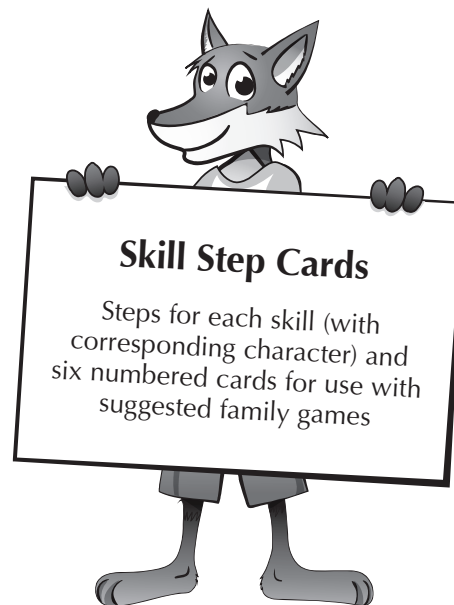 Skill Step Cards
Steps for each skill (with
corresponding character) and
six numbered cards for use with
suggested family games